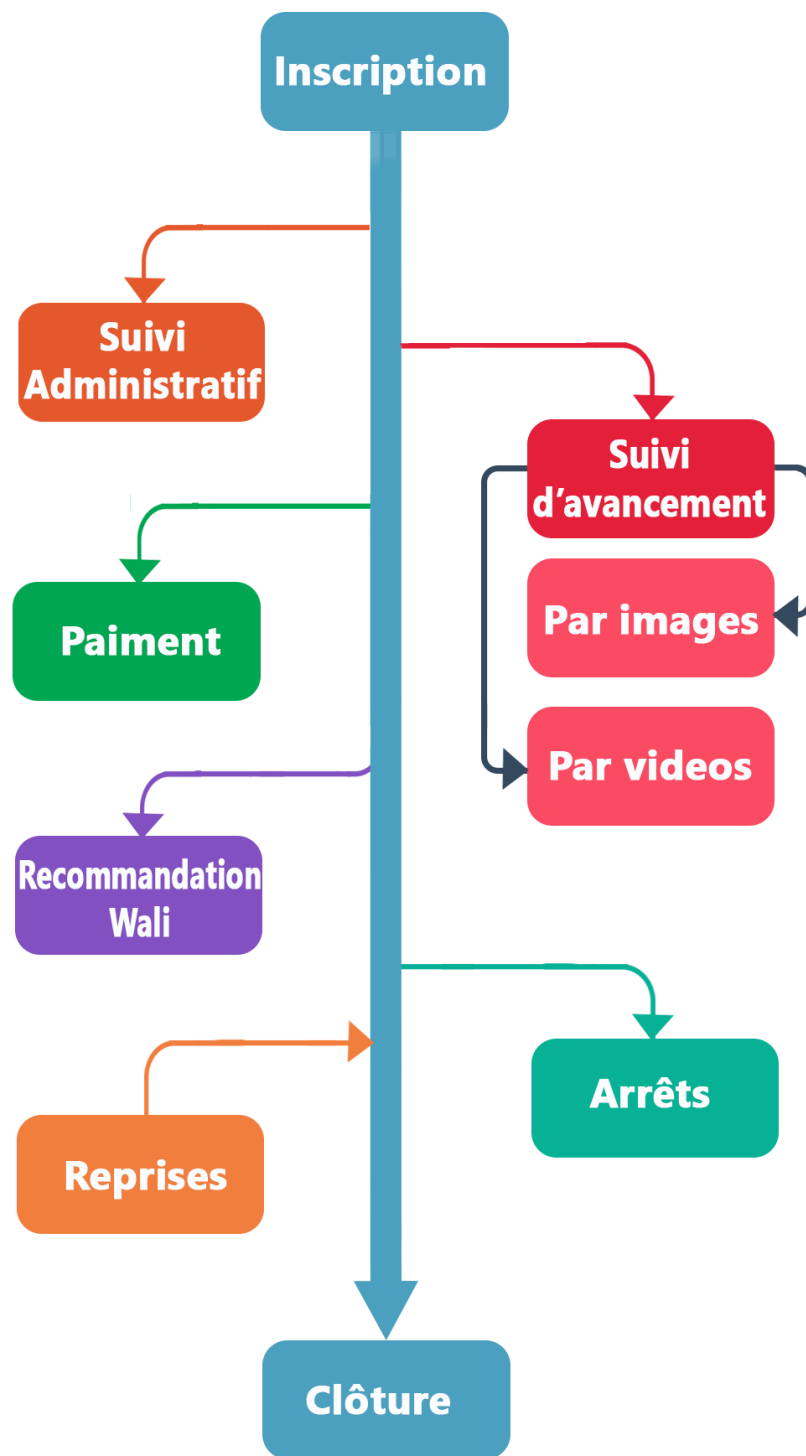 Inscription
Suivi
Administratif
Suivi
d’avancement
Par images
Paiment
Par videos
Recommandation
Wali
Arrêts
Reprises
Clôture